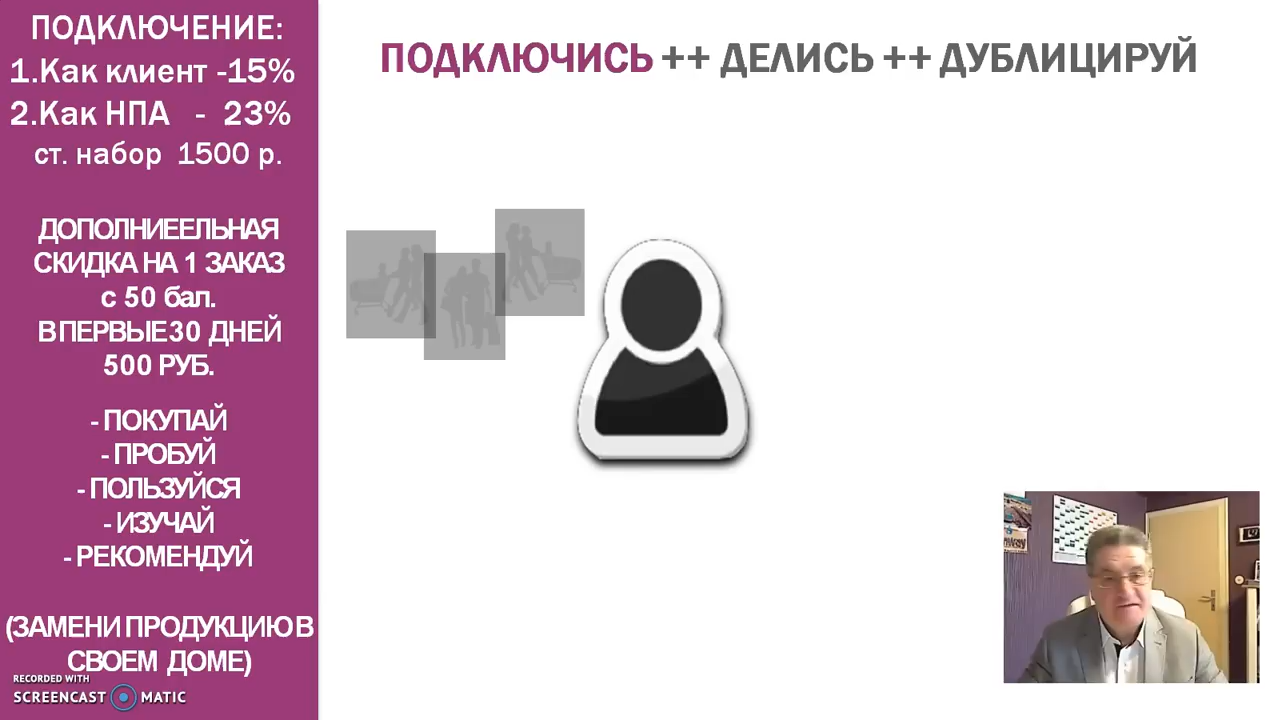 ПОДКЛЮЧЕНИЕ:
1.Как клиент -15%
2.Как НПА - 23%
ст. набор 1500 р.
ДОПОЛНИЕЕЛЬНАЯ
СКИДКА НА 1 ЗАКАЗ
с 50 бал.
В ПЕРВЫЕ 30 ДНЕЙ
500 РУБ.
- ПОКУПАЙ
- ПРОБУЙ
- ПОЛЬЗУЙСЯ
- ИЗУЧАЙ
- РЕКОМЕНДУЙ
(ЗАМЕНИ ПРОДУКЦИЮ В
СВОЕМ ДОМЕ)
RECORDED WITH
SCREENCAST MATIC
ПОДКЛЮЧИСЬ ++ ДЕЛИСЬ ++ ДУБЛИЦИРУЙ